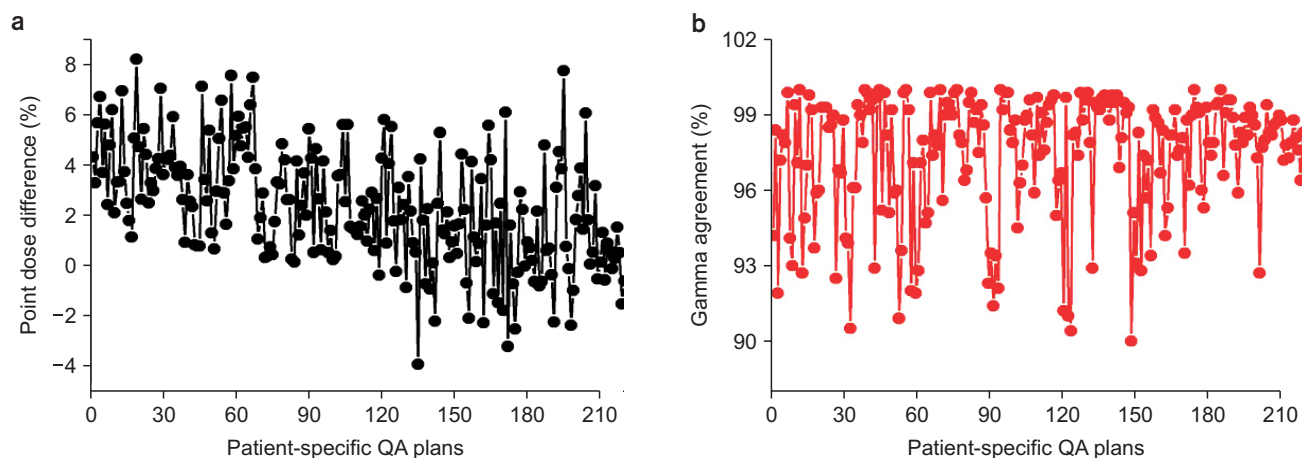 a
Point dose difference (%)
8
6
4
2
0
−2
−4
0 30 60 90 120 150 180 210
Patient-specific QA plans
b
Gamma agreement (%)
102
99
96
93
90
0 30 60 90 120 150 180 210
Patient-specific QA plans